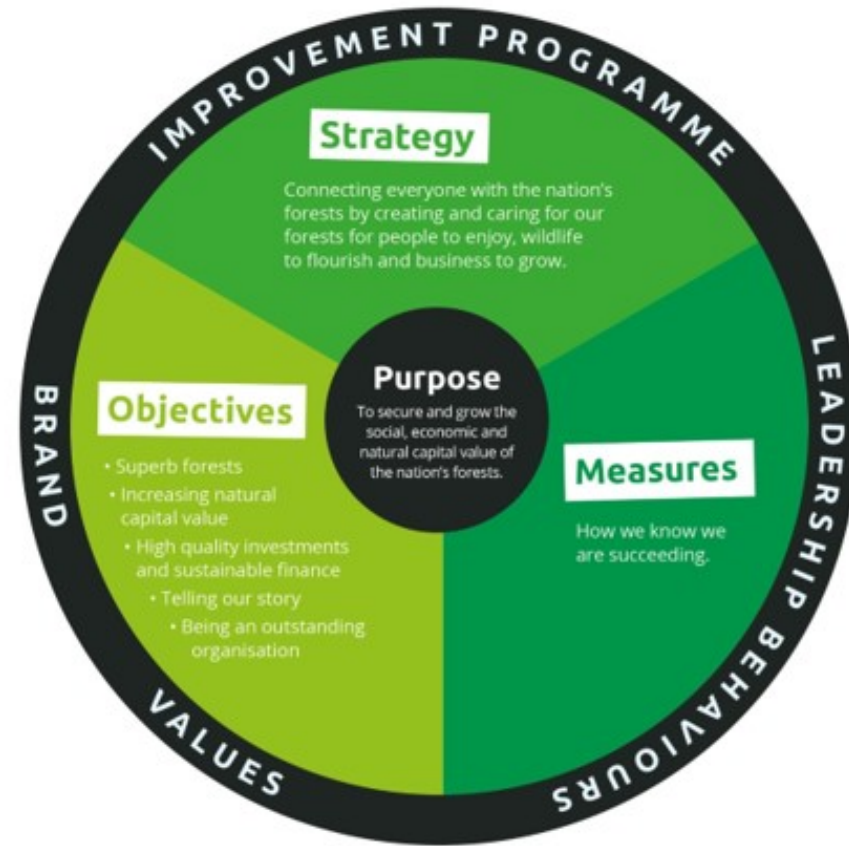 IMPROVEMENT PROGRAMME
Strategy
Connecting everyone with the nation's
forests by creating and caring for our
forests for people to enjoy, wildlife
to flourish and business to grow.
Purpose
To secure and grow the
social, economic and
natural capital value of
the nation's forests.
Objectives
• Superb forests
• Increasing natural
capital value
• High quality investments
and sustainable finance
• Telling our story
• Being an outstanding
organisation
Measures
How we know we
are succeeding.
LEADERSHIP BEHAVIOURS
VALUES
BRAND